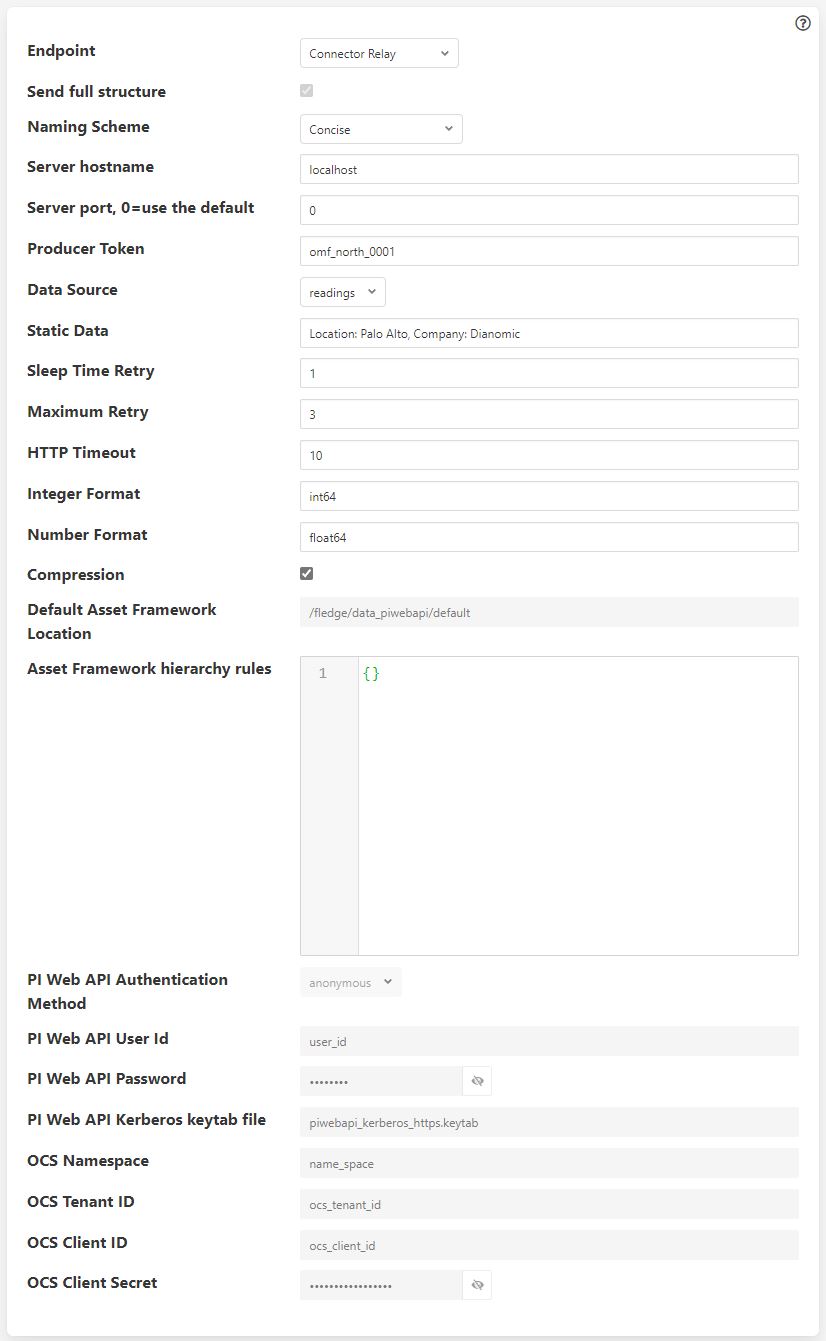 ?
Endpoint
Connector Relay
Send full structure
Naming Scheme
Concise
Server hostname
localhost
Server port, 0=use the default
0
Producer Token
omf_north_0001
Data Source
readings
Static Data
Location: Palo Alto, Company: Dianomic
Sleep Time Retry
1
Maximum Retry
3
HTTP Timeout
10
Integer Format
int64
Number Format
float64
Compression
Default Asset Framework
Location
/fledge/data_piwebapi/default
Asset Framework hierarchy rules
1 {}
PI Web API Authentication
Method
anonymous
PI Web API User Id
user_id
PI Web API Password
••••••••
PI Web API Kerberos keytab file
piwebapi_kerberos_https.keytab
OCS Namespace
name_space
OCS Tenant ID
ocs_tenant_id
OCS Client ID
ocs_client_id
OCS Client Secret
•••••••••••••••••